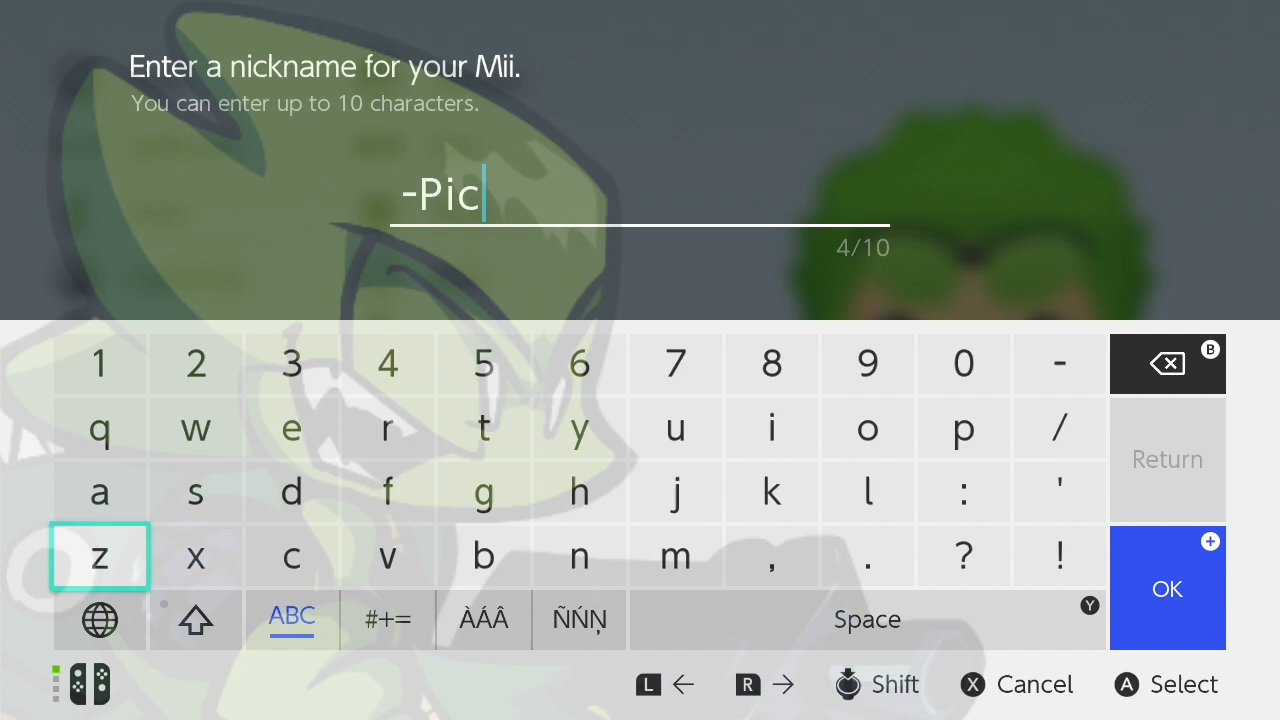 Enter a nickname for your Mii.
You can enter up to 10 characters.
-Pic
4/10
1 2 3 4 5 6 7 8 9 0 - B
q w e r t y u i o p / Return
a s d f g h j k l : '
z x c v b n m , . ? ! + OK
ABC #+= ÀÁÂ ÑŃŅ Space Y
L ← R → Shift X Cancel A Select